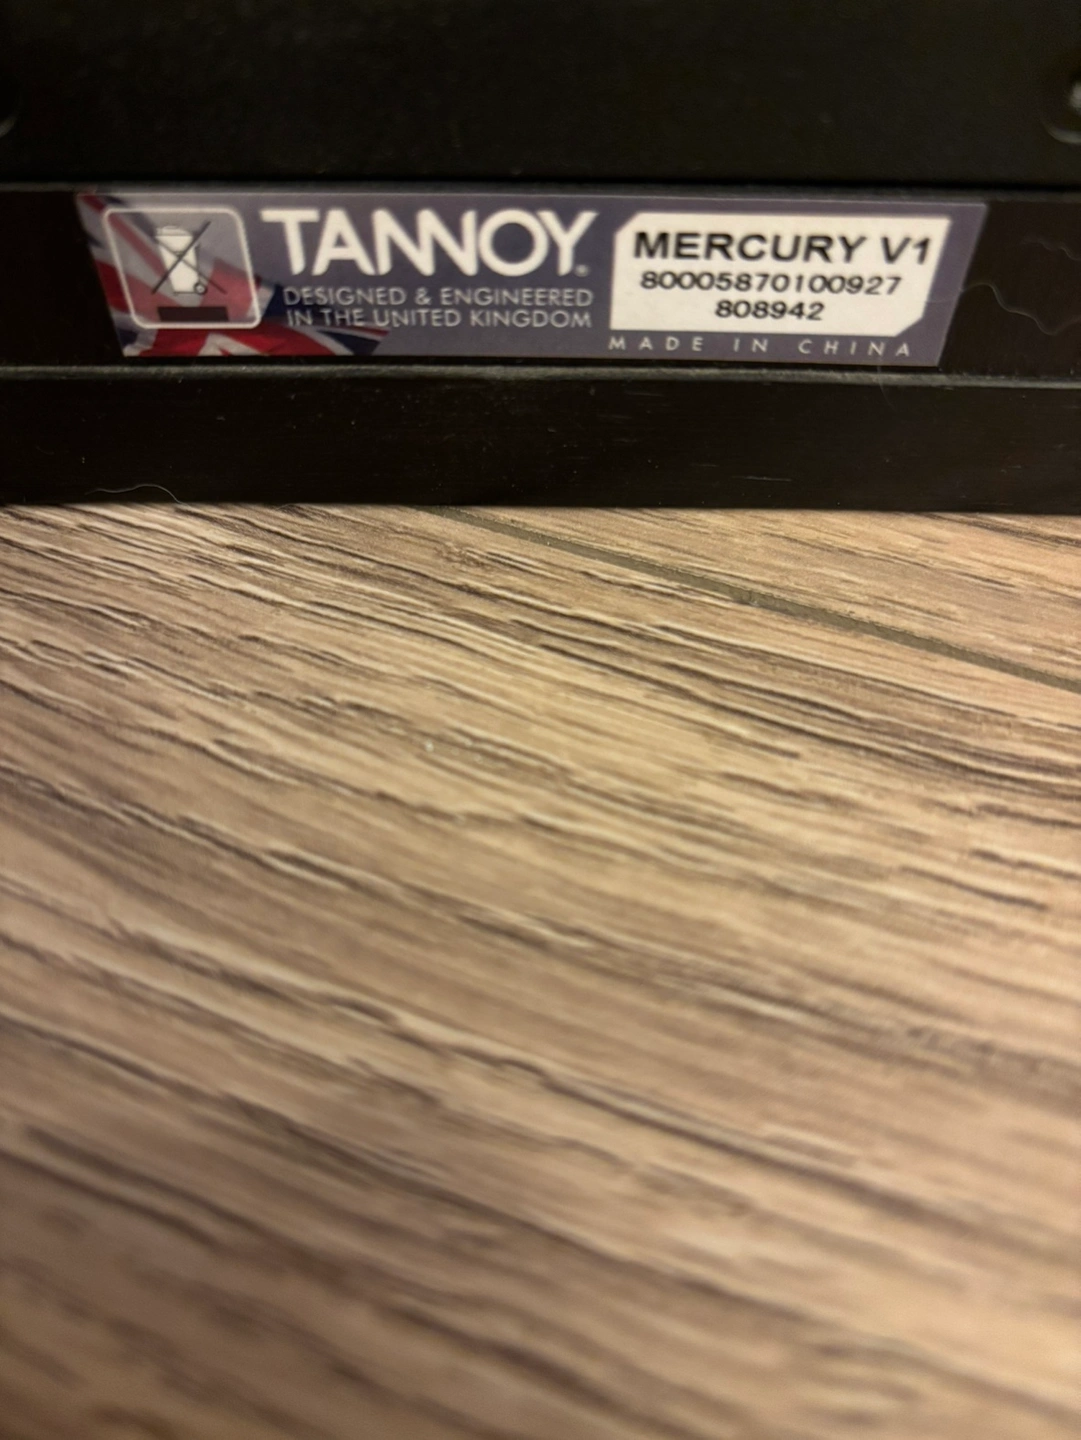 TANNOY®
DESIGNED & ENGINEERED
IN THE UNITED KINGDOM
MERCURY V1
80005870100927
808942
MADE IN CHINA